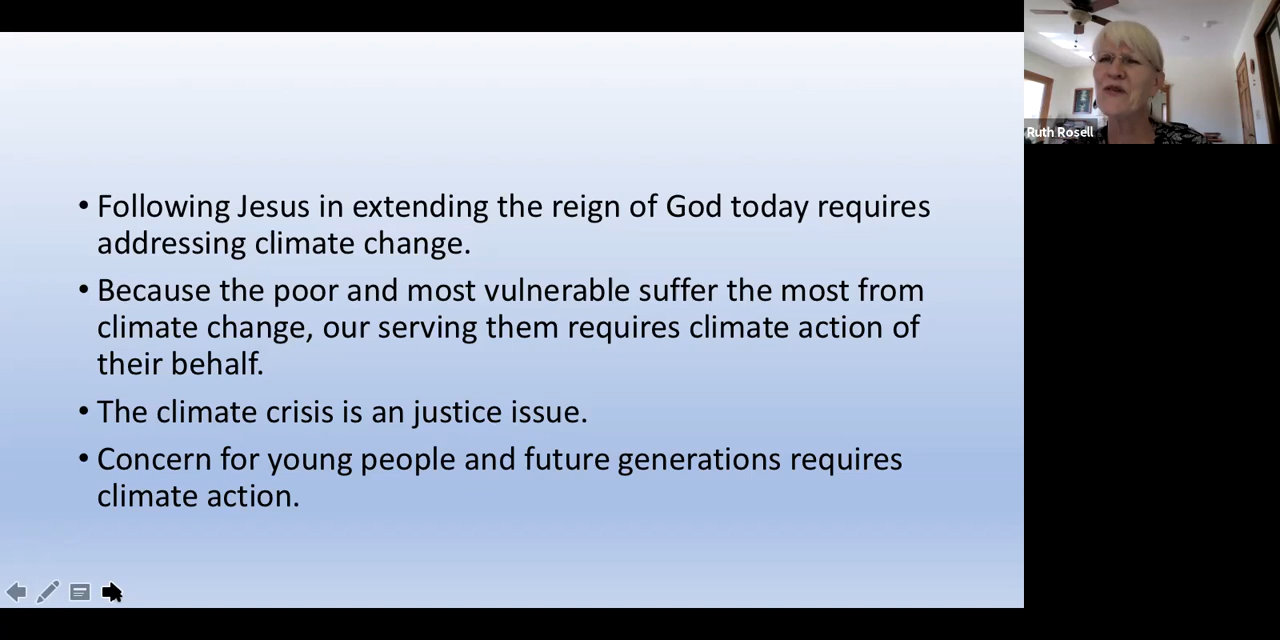 • Following Jesus in extending the reign of God today requires
addressing climate change.
• Because the poor and most vulnerable suffer the most from
climate change, our serving them requires climate action of
their behalf.
• The climate crisis is an justice issue.
• Concern for young people and future generations requires
climate action.
Ruth Rosell